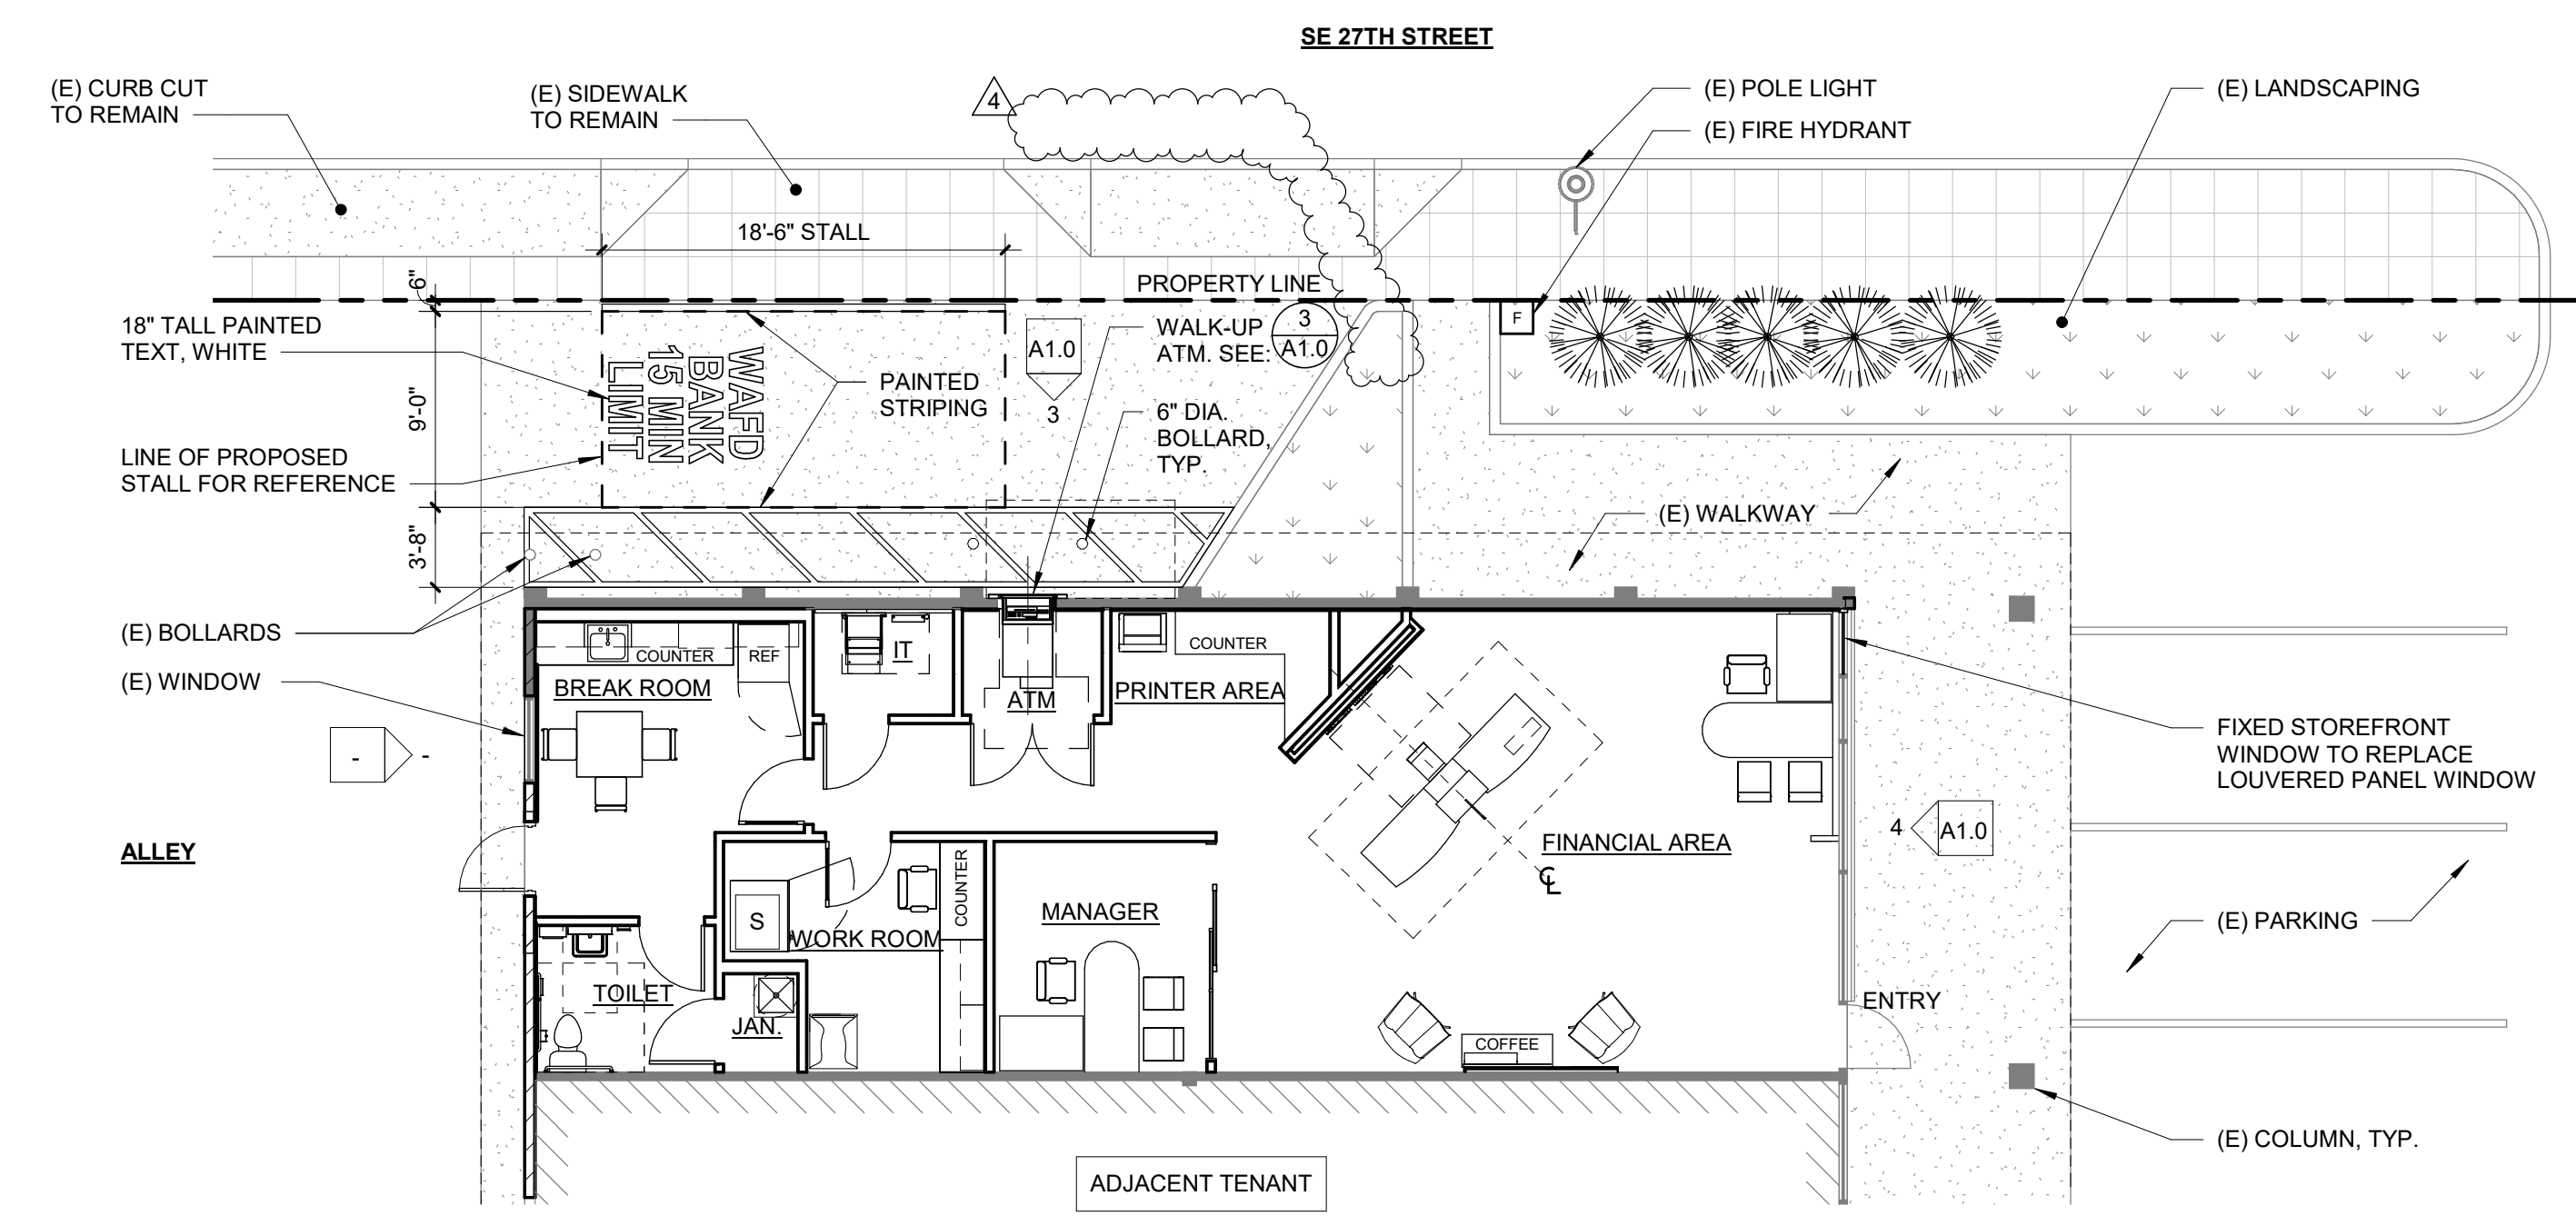 SE 27TH STREET
(E) CURB CUT
TO REMAIN
(E) SIDEWALK
TO REMAIN
4
(E) POLE LIGHT
(E) FIRE HYDRANT
(E) LANDSCAPING
18'-6" STALL
6"
PROPERTY LINE
18" TALL PAINTED
TEXT, WHITE
WAFD
BANK
15 MIN
LIMIT
PAINTED
STRIPING
A1.0
3
WALK-UP
ATM. SEE:
3
A1.0
F
9'-0"
6" DIA.
BOLLARD,
TYP.
LINE OF PROPOSED
STALL FOR REFERENCE
(E) WALKWAY
3'-8"
(E) BOLLARDS
(E) WINDOW
COUNTER
REF
BREAK ROOM
IT
ATM
COUNTER
PRINTER AREA
FIXED STOREFRONT
WINDOW TO REPLACE
LOUVERED PANEL WINDOW
-
-
ALLEY
4
A1.0
FINANCIAL AREA
CL
COUNTER
S
WORK ROOM
MANAGER
(E) PARKING
TOILET
JAN.
ENTRY
COFFEE
(E) COLUMN, TYP.
ADJACENT TENANT